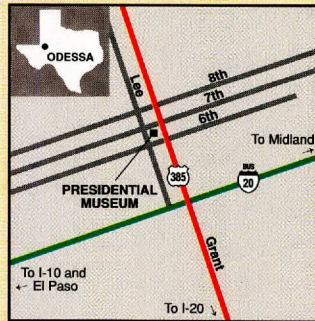 ODESSA
Lee
8th
7th
6th
To Midland
PRESIDENTIAL
MUSEUM
385
BUS
20
Grant
To I-10 and
El Paso
To I-20